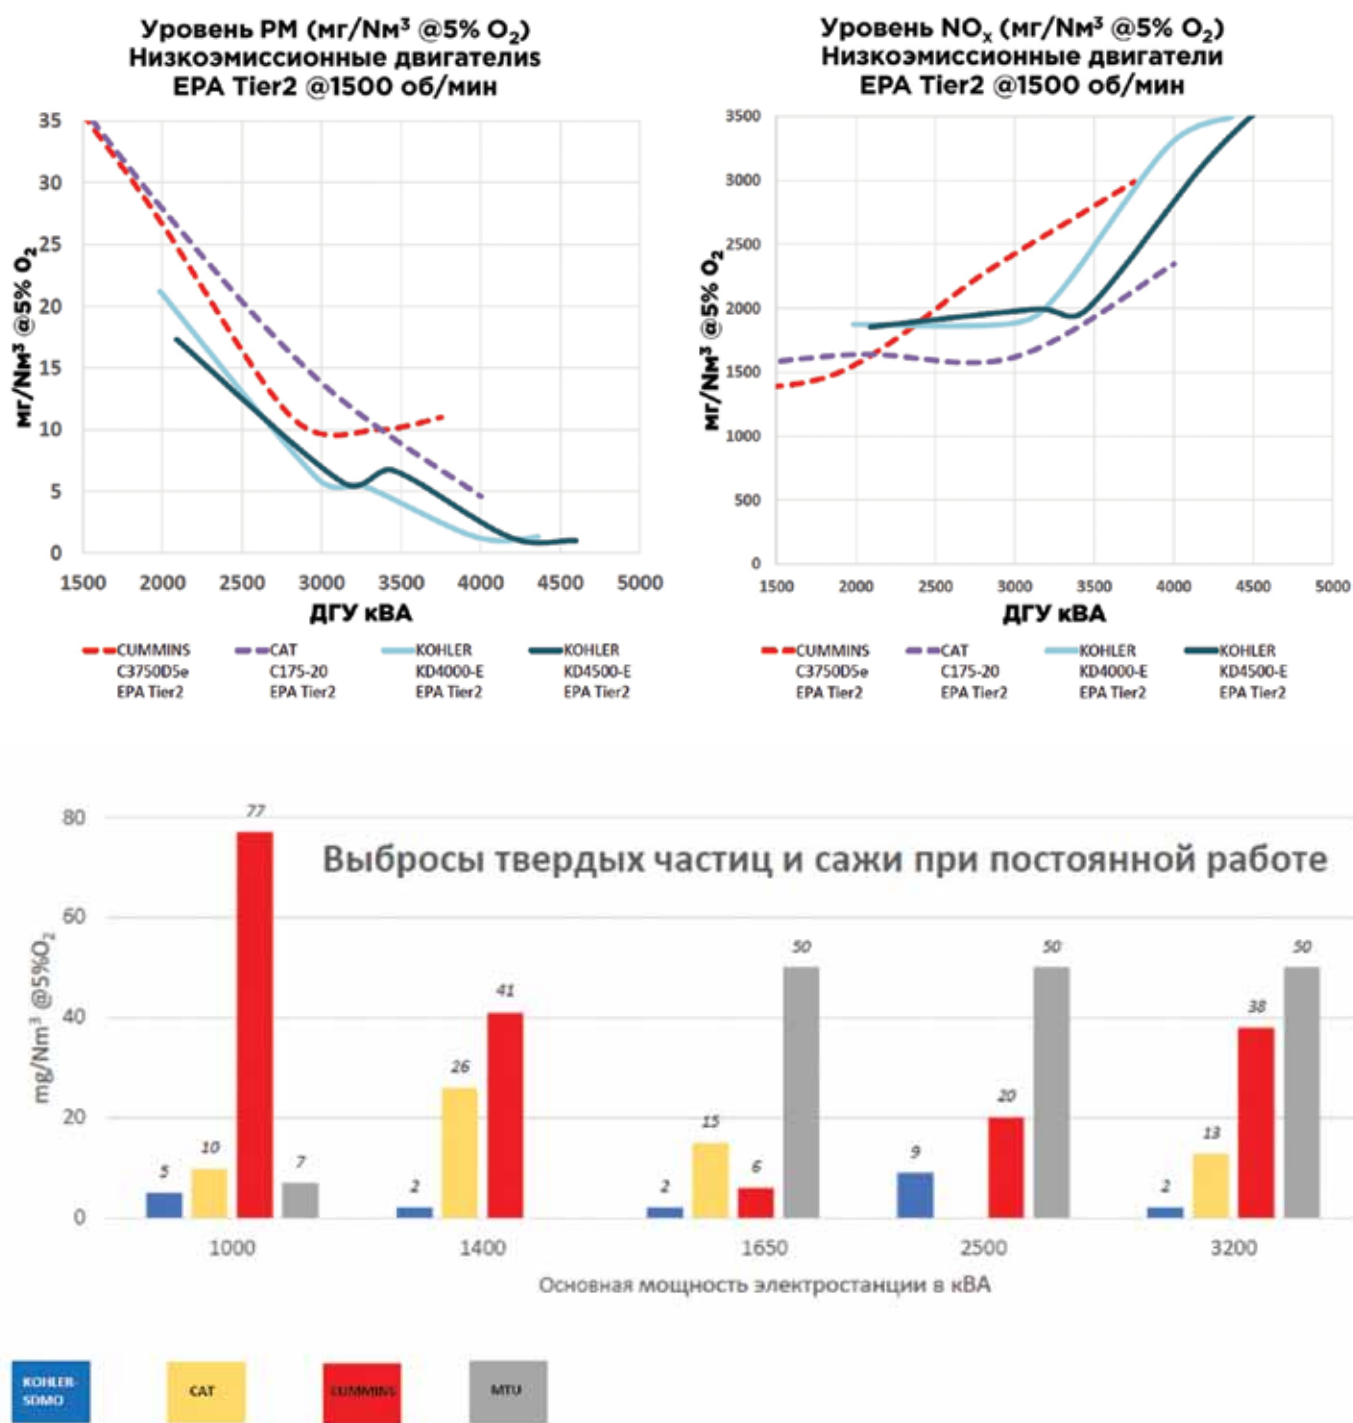 Уровень PM (мг/Nм³ @5% O₂)
Низкоэмиссионные двигателиs
EPA Tier2 @1500 об/мин
35
30
25
20
15
10
5
0
мг/Nм³ @5% O₂
1500 2000 2500 3000 3500 4000 4500 5000
ДГУ кВА
CUMMINS C3750D5e EPA Tier2
CAT C175-20 EPA Tier2
KOHLER KD4000-E EPA Tier2
KOHLER KD4500-E EPA Tier2
Уровень NOₓ (мг/Nм³ @5% O₂)
Низкоэмиссионные двигатели
EPA Tier2 @1500 об/мин
3500
3000
2500
2000
1500
1000
500
0
мг/Nм³ @5% O₂
1500 2000 2500 3000 3500 4000 4500 5000
ДГУ кВА
CUMMINS C3750D5e EPA Tier2
CAT C175-20 EPA Tier2
KOHLER KD4000-E EPA Tier2
KOHLER KD4500-E EPA Tier2
Выбросы твердых частиц и сажи при постоянной работе
80
60
40
20
0
mg/Nm³ @5%O₂
5 10 77 7
2 26 41
2 15 6 50
9 20 50
2 13 38 50
1000 1400 1650 2500 3200
Основная мощность электростанции в кВА
KOHLER-
SDMO
CAT
CUMMINS
MTU